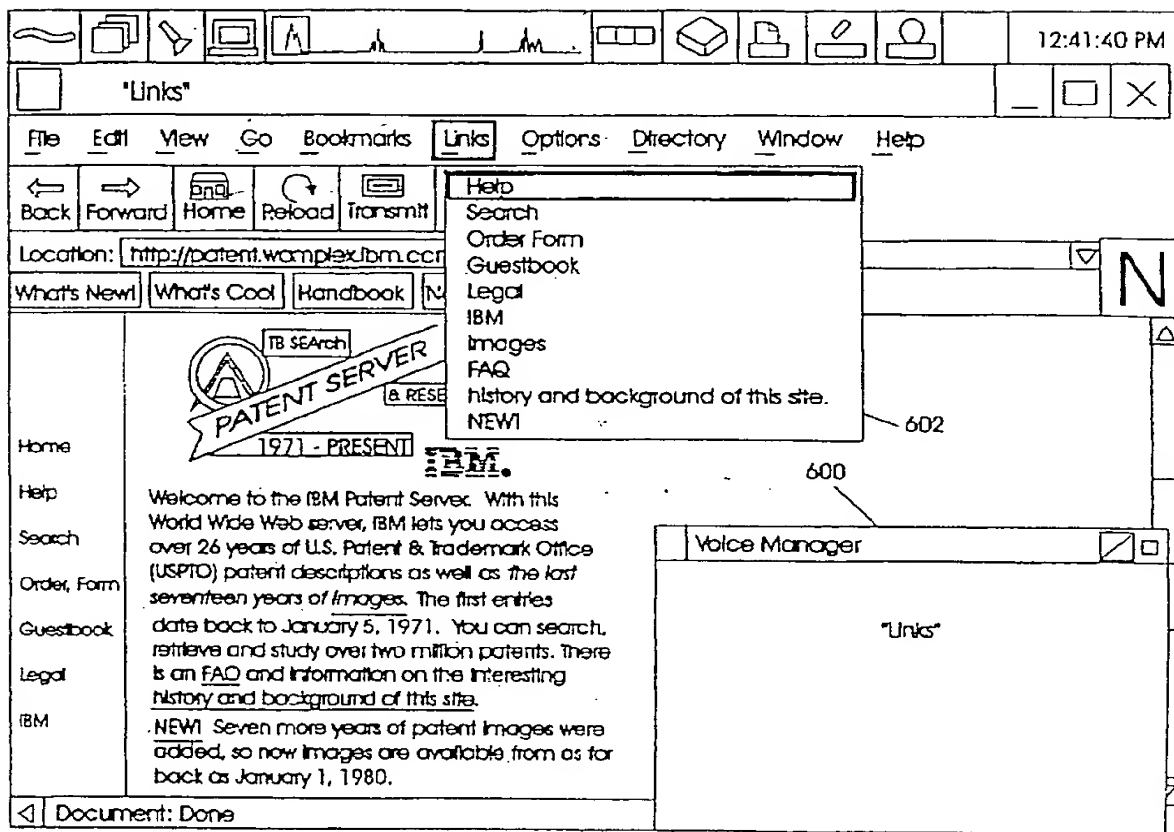 12:41:40 PM
"Links"
File Edit View Go Bookmarks Links Options Directory Window Help
Back Forward Home Reload Transmit
Help
Search
Order Form
Guestbook
Legal
IBM
Images
FAQ
history and background of this site.
NEW!
Location: http://patent.womplex.ibm.ccr
What's New! What's Cool Handbook
N
TB SEArch
PATENT SERVER
& RESE
1971 - PRESENT
IBM.
602
600
Home
Help
Search
Order, Form
Guestbook
Legal
IBM
Welcome to the IBM Patent Server. With this
World Wide Web server, IBM lets you access
over 26 years of U.S. Patent & Trademark Office
(USPTO) patent descriptions as well as the last
seventeen years of images. The first entries
date back to January 5, 1971. You can search,
retrieve and study over two million patents. There
is an FAQ and information on the interesting
history and background of this site.
NEW! Seven more years of patent images were
added, so now images are available from as far
back as January 1, 1980.
Voice Manager
"Links"
Document: Done